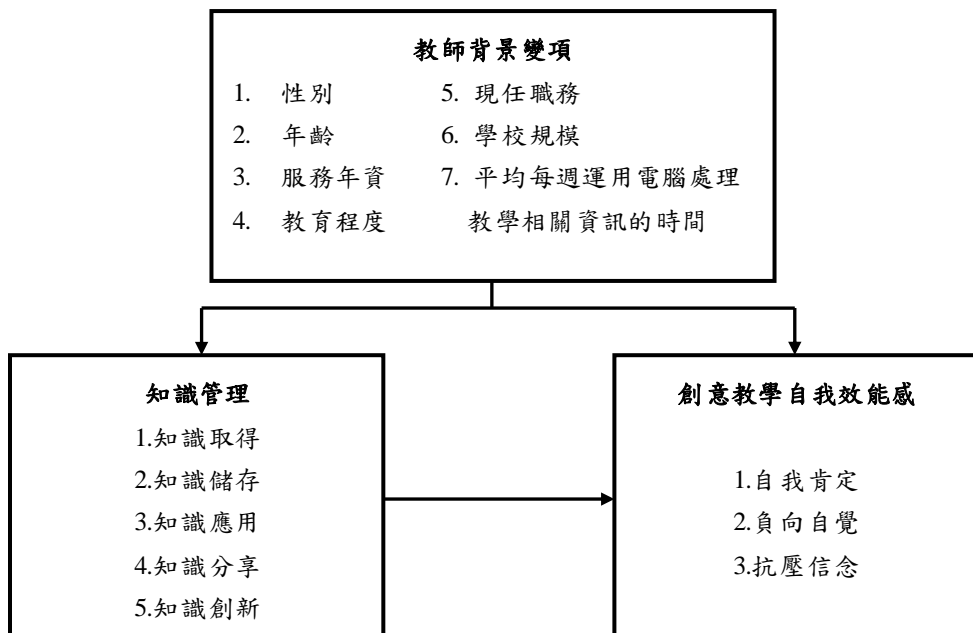 教師背景變項
1. 性別
2. 年齡
3. 服務年資
4. 教育程度
5. 現任職務
6. 學校規模
7. 平均每週運用電腦處理
教學相關資訊的時間
知識管理
1.知識取得
2.知識儲存
3.知識應用
4.知識分享
5.知識創新
創意教學自我效能感
1.自我肯定
2.負向自覺
3.抗壓信念